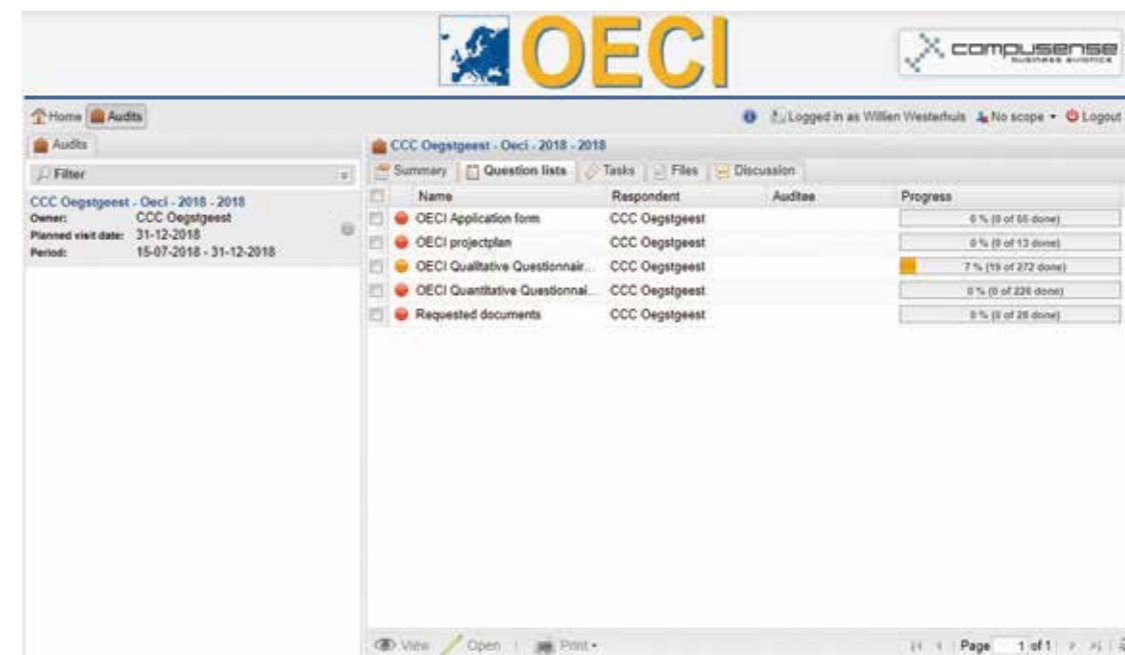 OECI
compusense
BUSINESS AVIONICS
Home Audits
Logged in as Willien Westerhuis No scope Logout
Audits
CCC Oegstgeest - Oeci - 2018 - 2018
Filter
Summary Question lists Tasks Files Discussion
CCC Oegstgeest - Oeci - 2018 - 2018
Owner: CCC Oegstgeest
Planned visit date: 31-12-2018
Period: 15-07-2018 - 31-12-2018
Name Respondent Auditee Progress
OECI Application form CCC Oegstgeest 0 % (0 of 65 done)
OECI projectplan CCC Oegstgeest 0 % (0 of 13 done)
OECI Qualitative Questionnair... CCC Oegstgeest 7 % (19 of 272 done)
OECI Quantitative Questionnai... CCC Oegstgeest 0 % (0 of 226 done)
Requested documents CCC Oegstgeest 0 % (0 of 28 done)
View Open Print Page 1 of 1